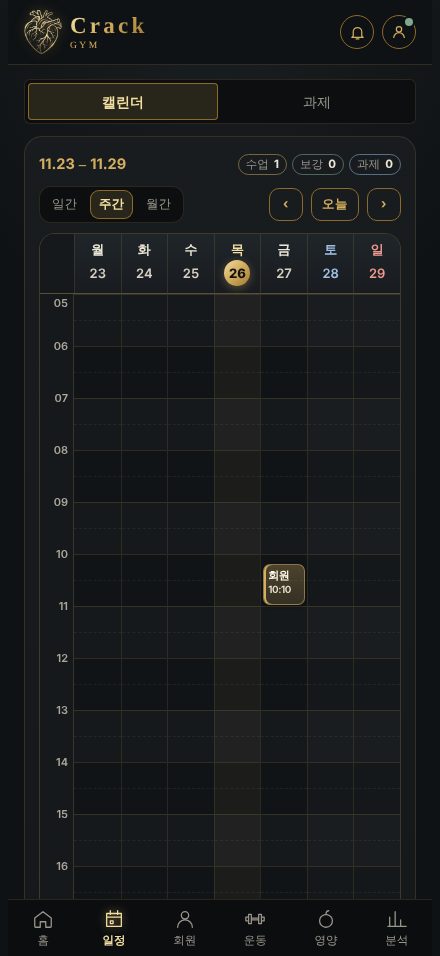 Crack
GYM
캘린더 과제
11.23 – 11.29 수업 1 보강 0 과제 0
일간 주간 월간 ‹ 오늘 ›
월 화 수 목 금 토 일
23 24 25 26 27 28 29
05
06
07
08
09
10
회원
10:10
11
12
13
14
15
16
홈 일정 회원 운동 영양 분석